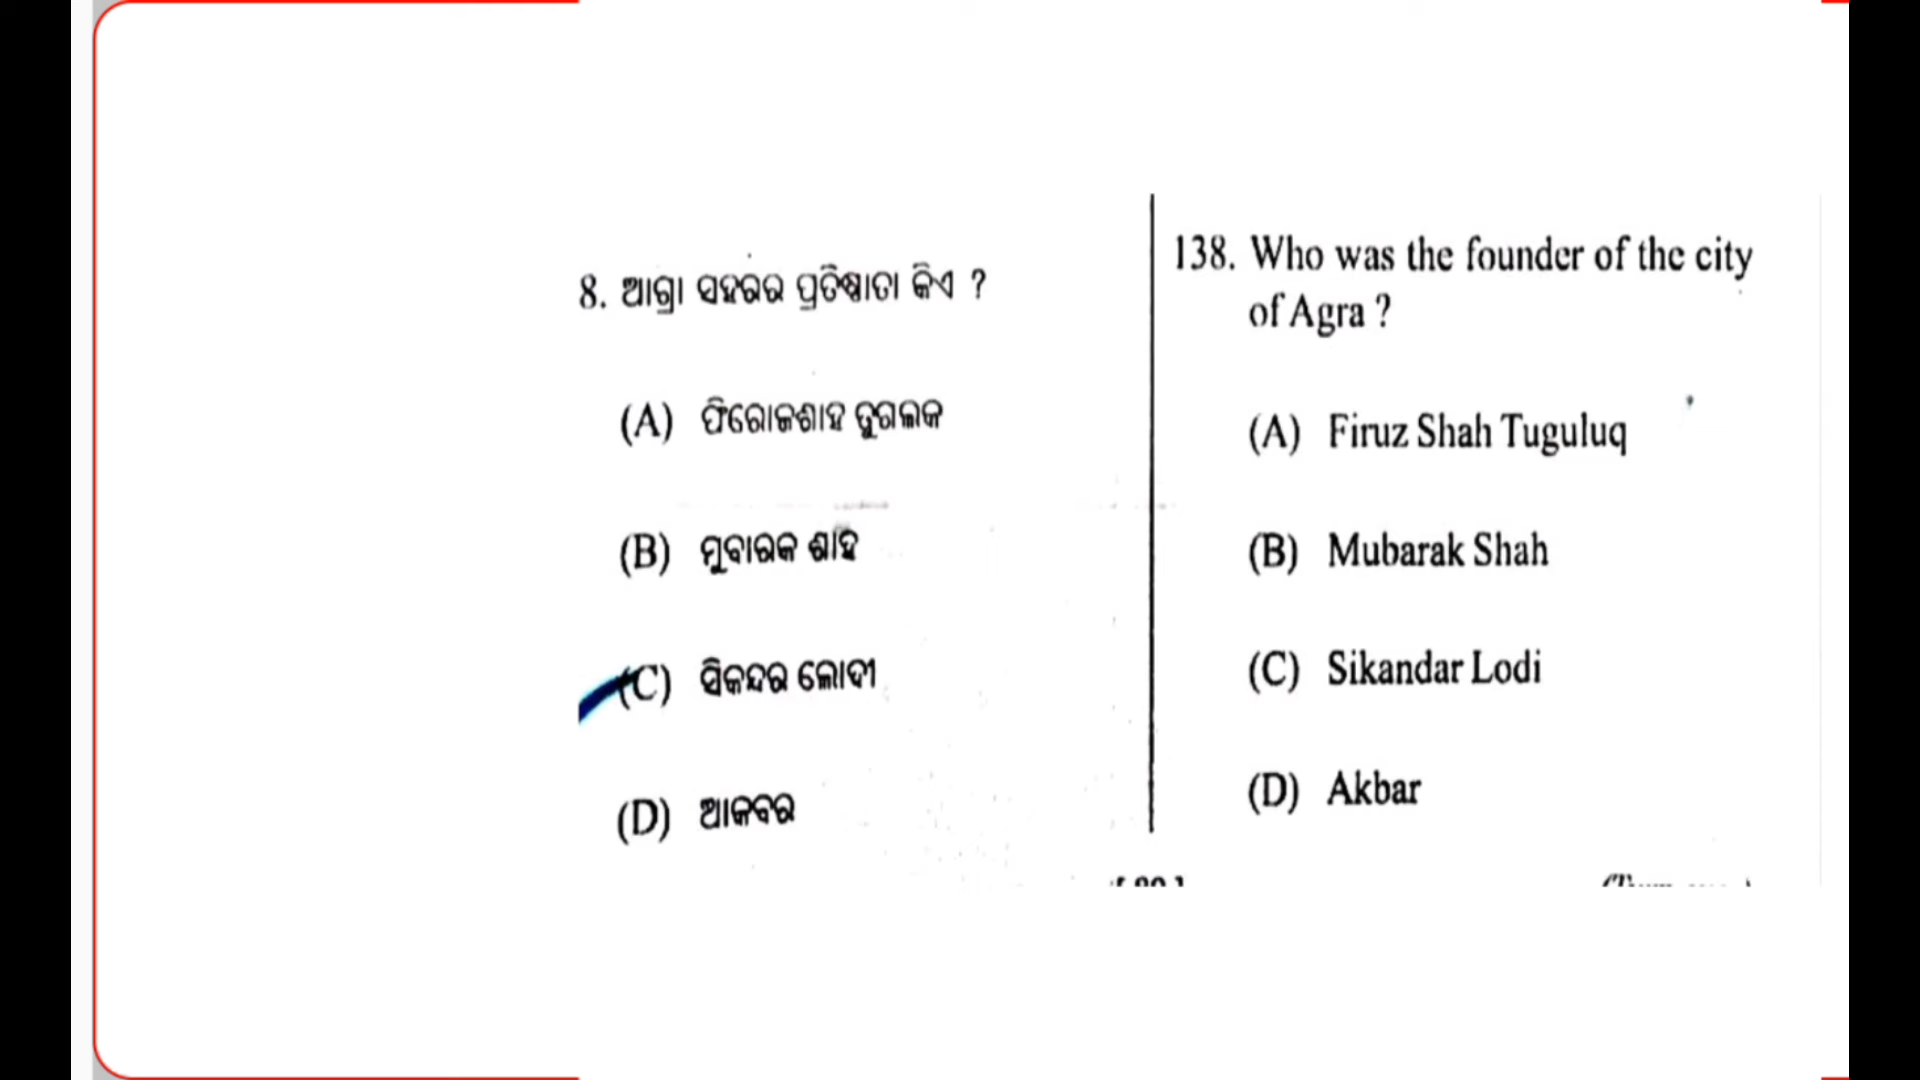 8. ଆଗ୍ରା ସହରର ପ୍ରତିଷ୍ଠାତା କିଏ ?
(A) ଫିରୋଜଶାହ ତୁଗଲକ
(B) ମୁବାରକ ଶାହ
(C) ସିକନ୍ଦର ଲୋଦୀ
(D) ଆକବର
138. Who was the founder of the city
of Agra ?
(A) Firuz Shah Tuguluq
(B) Mubarak Shah
(C) Sikandar Lodi
(D) Akbar